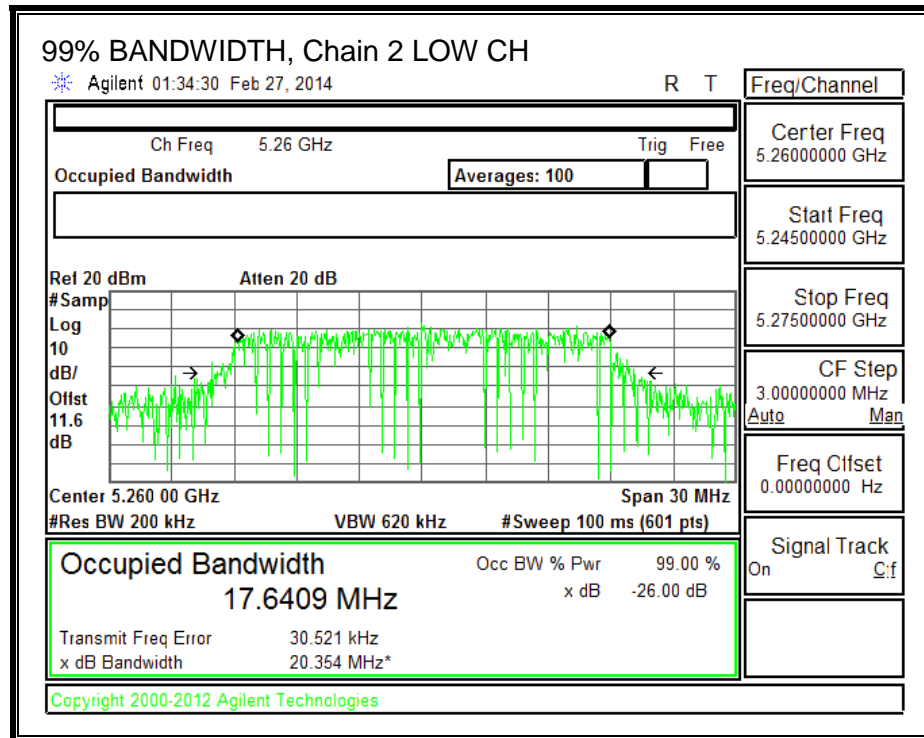 99% BANDWIDTH, Chain 2 LOW CH
Agilent 01:34:30 Feb 27, 2014 R T
Ch Freq 5.26 GHz Trig Free
Occupied Bandwidth Averages: 100
Ref 20 dBm Atten 20 dB
#Samp
Log
10
dB/
Offst
11.6
dB
Center 5.260 00 GHz Span 30 MHz
#Res BW 200 kHz VBW 620 kHz #Sweep 100 ms (601 pts)
Occupied Bandwidth Occ BW % Pwr 99.00 %
17.6409 MHz x dB -26.00 dB
Transmit Freq Error 30.521 kHz
x dB Bandwidth 20.354 MHz*
Copyright 2000-2012 Agilent Technologies
Freq/Channel
Center Freq
5.26000000 GHz
Start Freq
5.24500000 GHz
Stop Freq
5.27500000 GHz
CF Step
3.00000000 MHz
Auto Man
Freq Offset
0.00000000 Hz
Signal Track
On Off